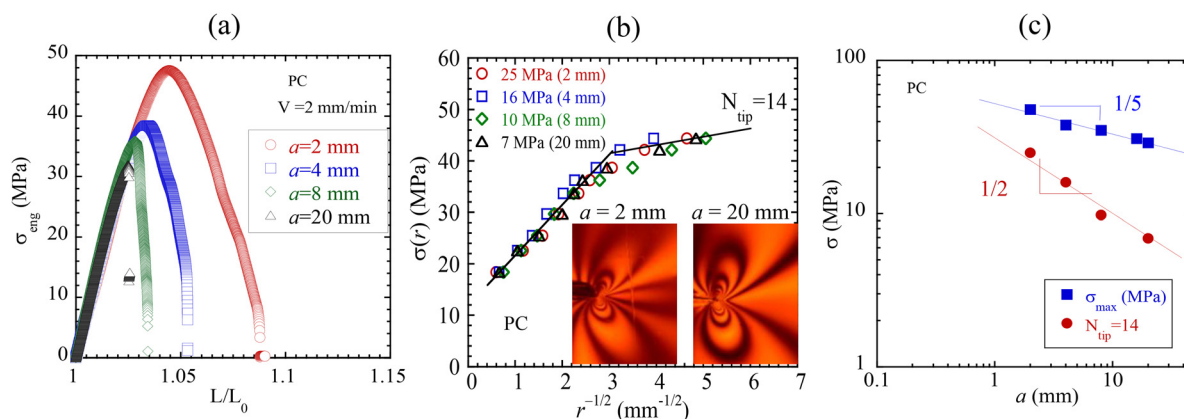 (a)
50
40
30
20
10
0
σeng (MPa)
PC
V =2 mm/min
a=2 mm
a=4 mm
a=8 mm
a=20 mm
1
1.05
1.1
1.15
L/L0
(b)
60
50
40
30
20
10
0
σ(r) (MPa)
25 MPa (2 mm)
16 MPa (4 mm)
10 MPa (8 mm)
7 MPa (20 mm)
Ntip=14
a = 2 mm
a = 20 mm
PC
0 1 2 3 4 5 6 7
r−1/2 (mm-1/2)
(c)
100
10
1
σ (MPa)
PC
1/5
1/2
σmax (MPa)
Ntip=14
0.1
1
10
a (mm)